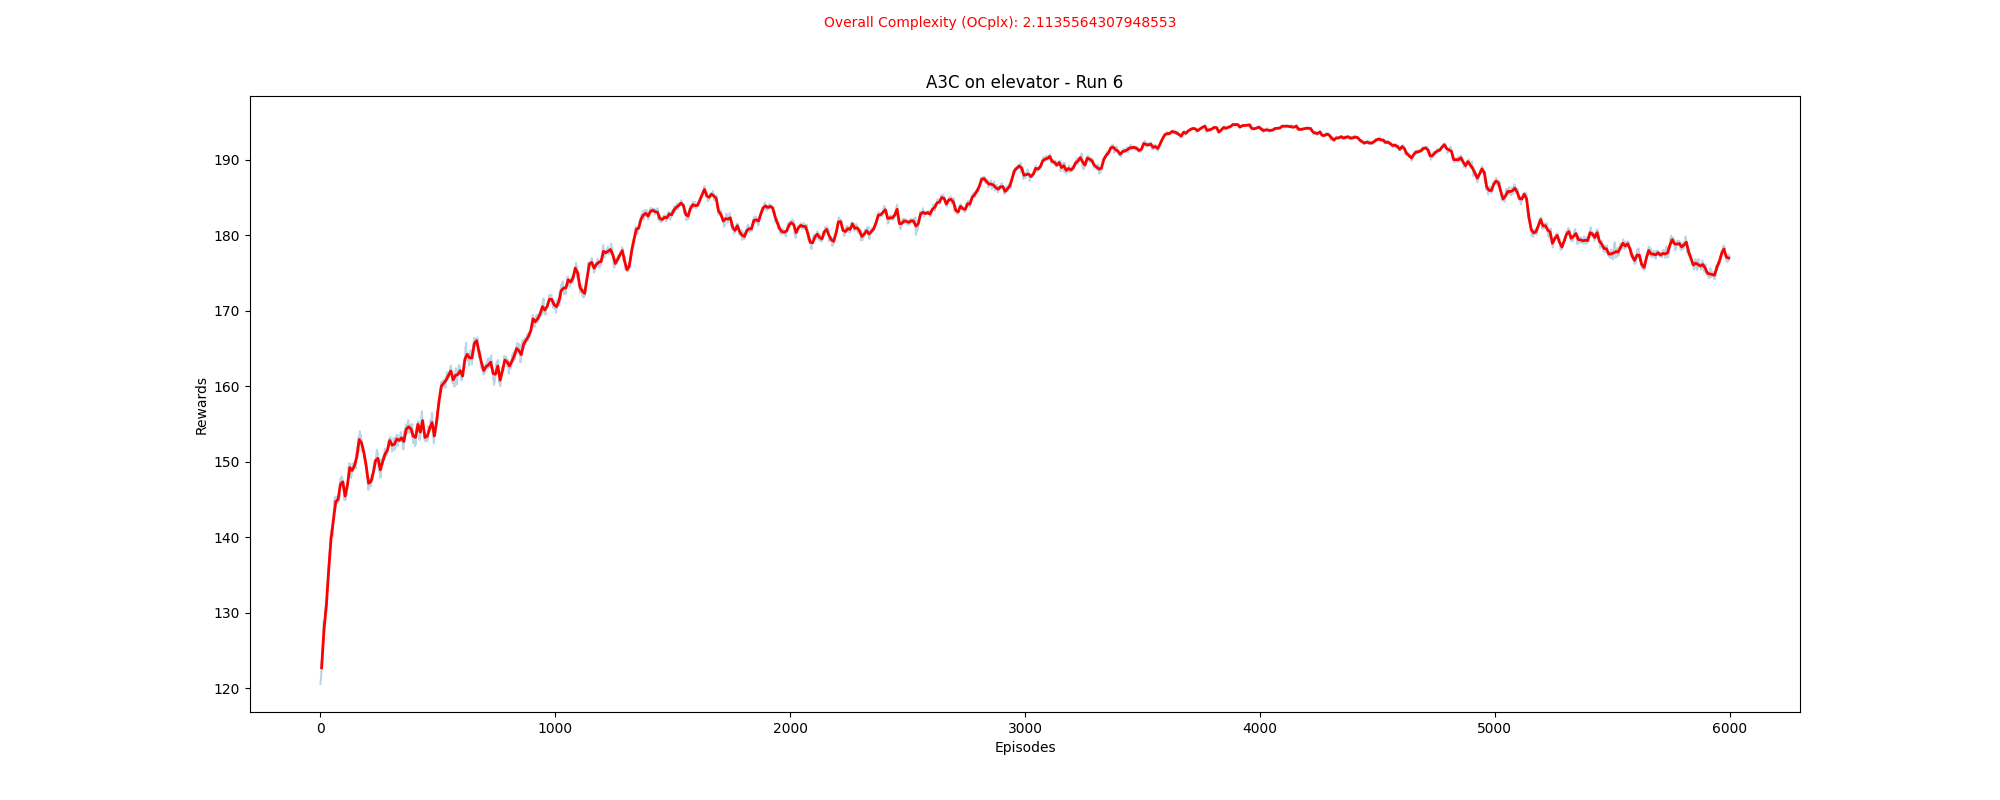 Overall Complexity (OCplx): 2.1135564307948553
A3C on elevator - Run 6
190
180
170
160
150
140
130
120
Rewards
0 1000 2000 3000 4000 5000 6000
Episodes